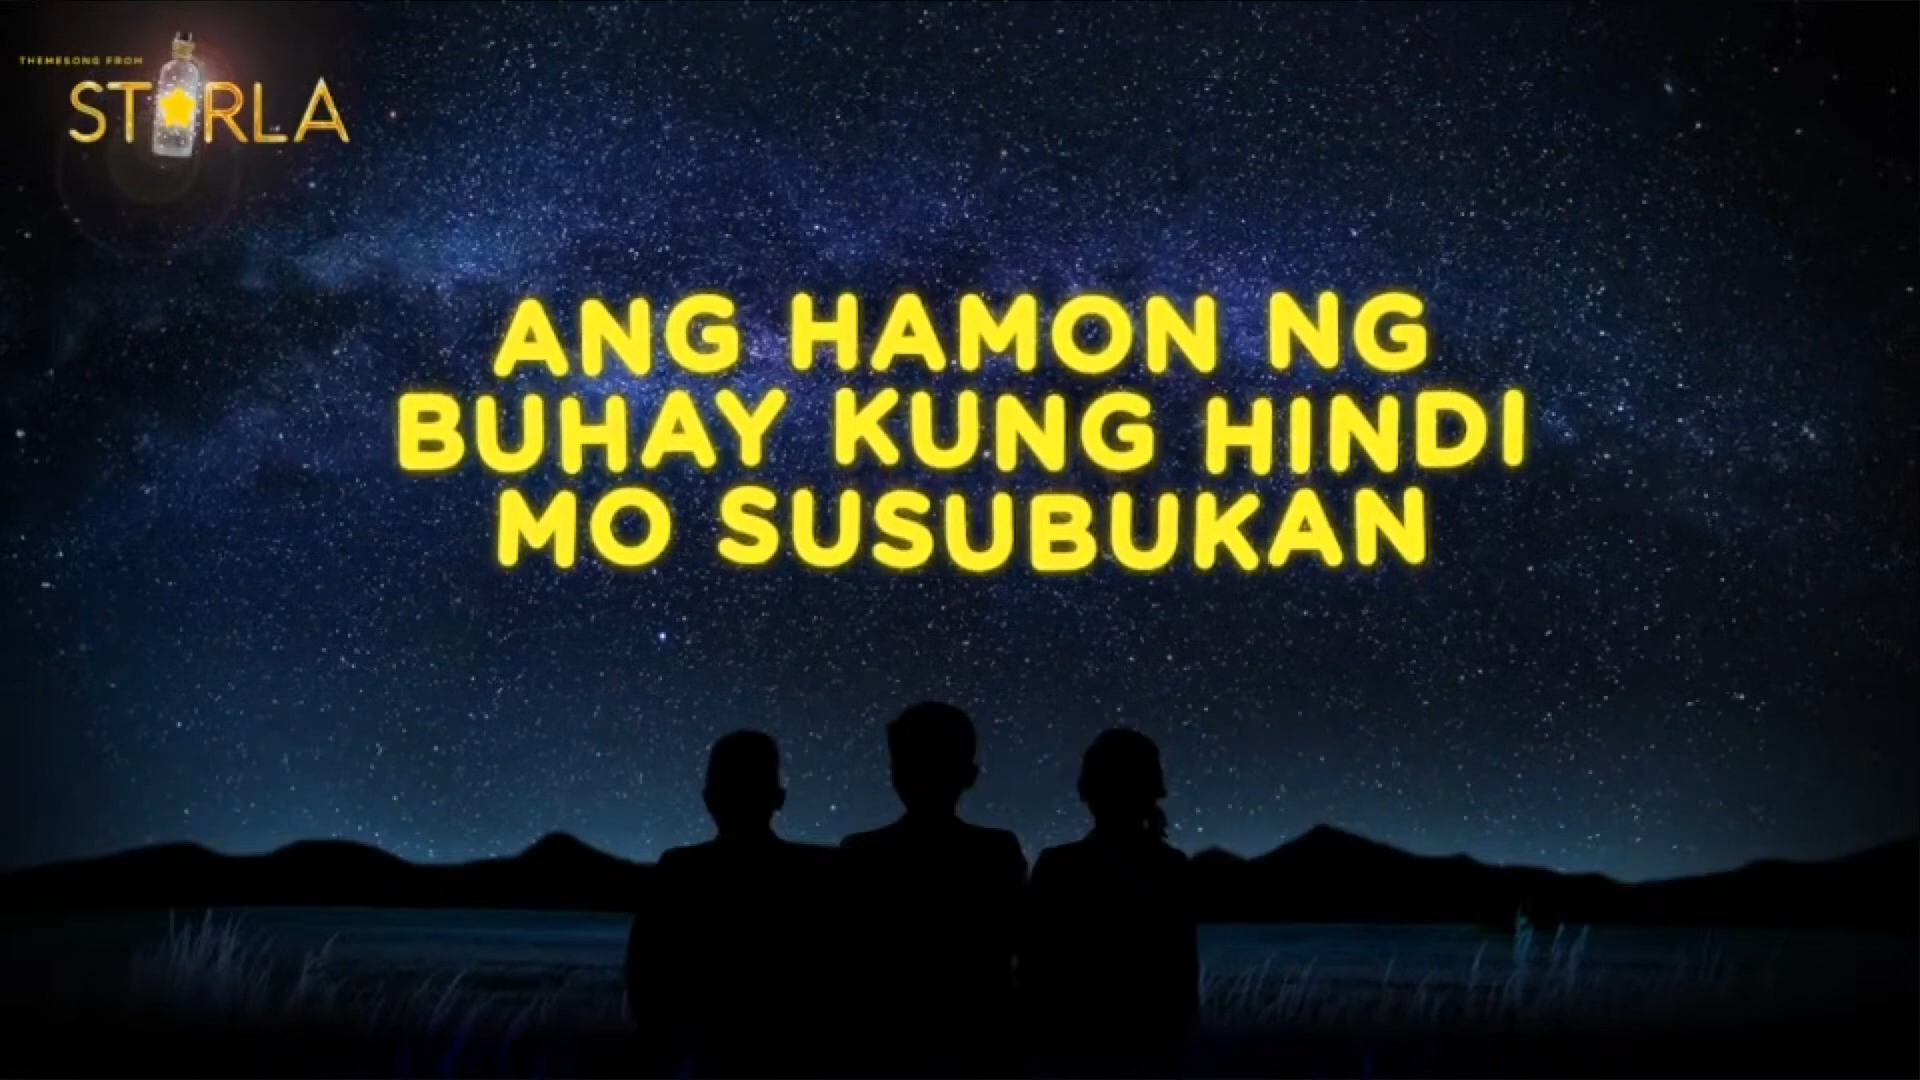 THEMESONG FROM
STARLA
ANG HAMON NG
BUHAY KUNG HINDI
MO SUSUBUKAN